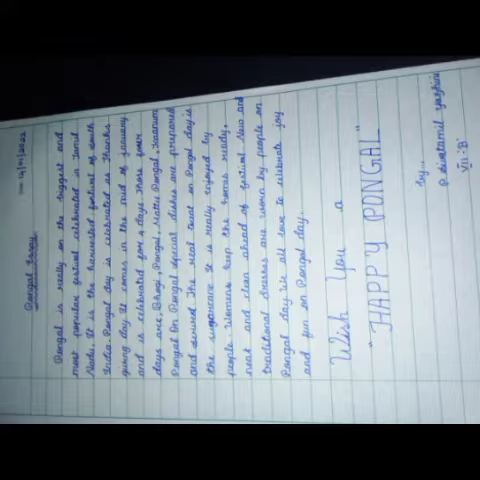 14/01/2022
Pongal Essay
Pongal is really on the biggest and
most popular festival celebrated in Tamil
Nadu. It is the harvested festival of south
India. Pongal day is celebrated as Thanks
giving day It comes in the mid of january
and is celebrated for 4 days Those four
days are, Bhogi, Pongal, Mattu Pongal, Kaanum
Pongal On Pongal special dishes are prepared
and served The real treat on Pongal day is
the sugarcane It is really enjoyed by
people Womens keep the homes ready,
neat and clean ahead of festival New and
traditional dresses are worn by people on
Pongal day We all love to celebrate joy
and fun on Pongal day.
Wish You a
"HAPPY PONGAL"
by...
VII-'B'